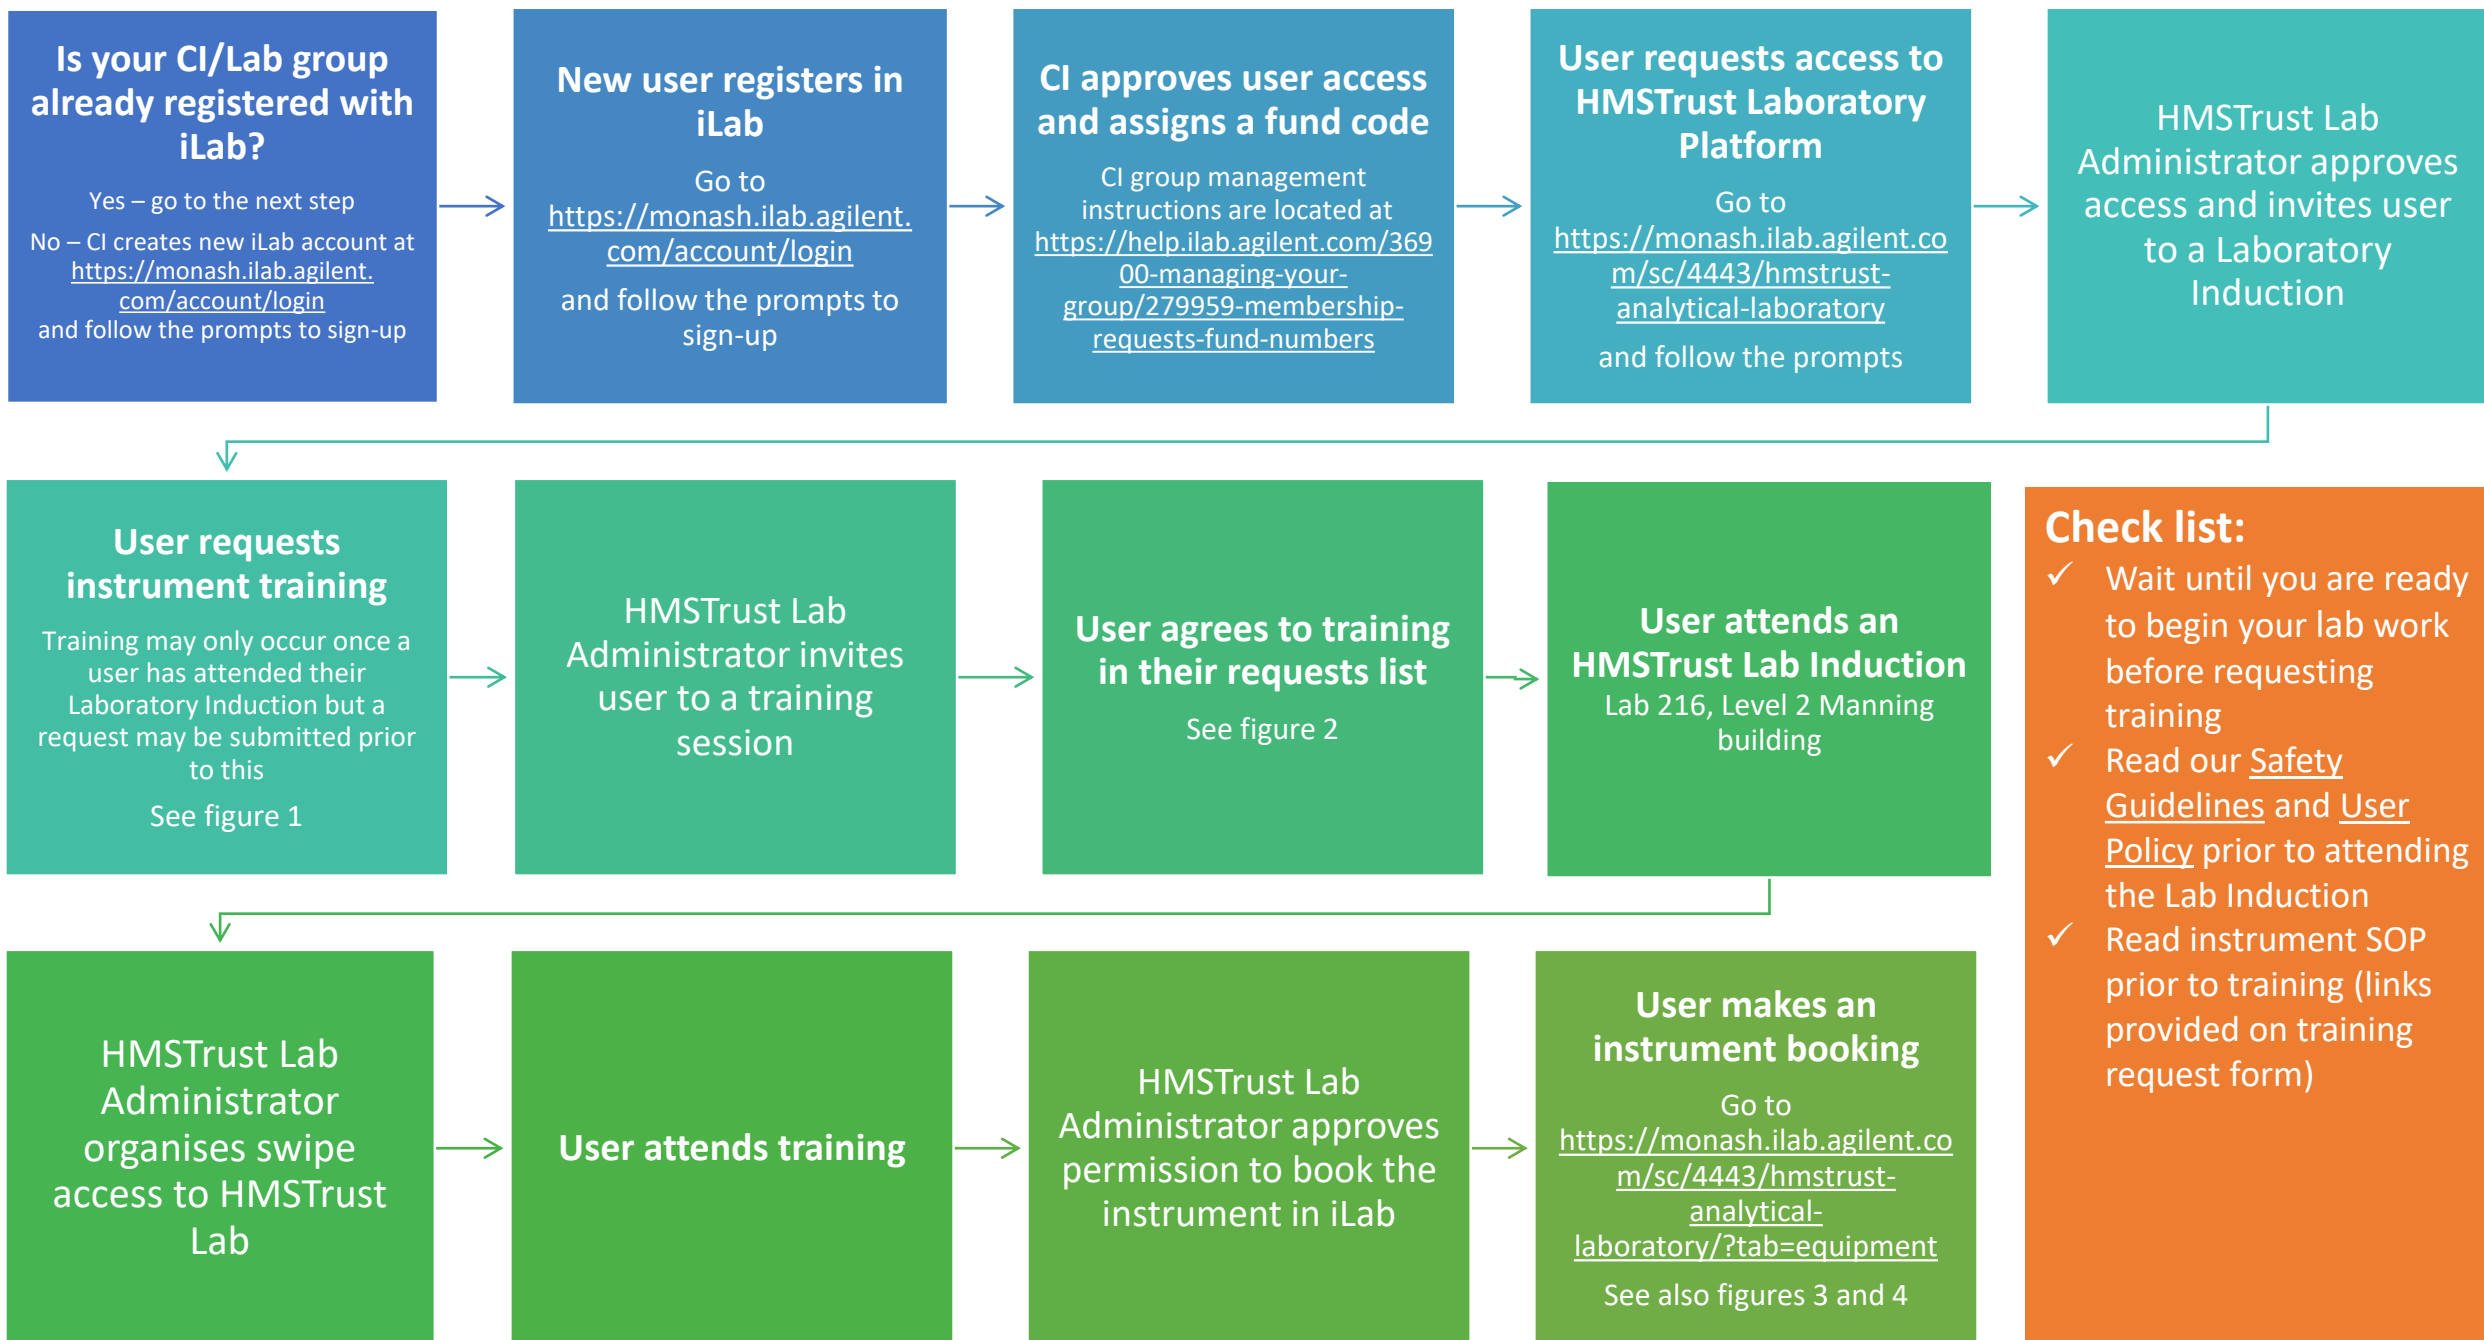 Is your CI/Lab group
already registered with
iLab?
Yes – go to the next step
No – CI creates new iLab account at
https://monash.ilab.agilent.
com/account/login
and follow the prompts to sign-up
New user registers in
iLab
Go to
https://monash.ilab.agilent.
com/account/login
and follow the prompts to
sign-up
CI approves user access
and assigns a fund code
CI group management
instructions are located at
https://help.ilab.agilent.com/369
00-managing-your-
group/279959-membership-
requests-fund-numbers
User requests access to
HMSTrust Laboratory
Platform
Go to
https://monash.ilab.agilent.co
m/sc/4443/hmstrust-
analytical-laboratory
and follow the prompts
HMSTrust Lab
Administrator approves
access and invites user
to a Laboratory
Induction
User requests
instrument training
Training may only occur once a
user has attended their
Laboratory Induction but a
request may be submitted prior
to this
See figure 1
HMSTrust Lab
Administrator invites
user to a training
session
User agrees to training
in their requests list
See figure 2
User attends an
HMSTrust Lab Induction
Lab 216, Level 2 Manning
building
HMSTrust Lab
Administrator
organises swipe
access to HMSTrust
Lab
User attends training
HMSTrust Lab
Administrator approves
permission to book the
instrument in iLab
User makes an
instrument booking
Go to
https://monash.ilab.agilent.co
m/sc/4443/hmstrust-
analytical-
laboratory/?tab=equipment
See also figures 3 and 4
Check list:
✓ Wait until you are ready
to begin your lab work
before requesting
training
✓ Read our Safety
Guidelines and User
Policy prior to attending
the Lab Induction
✓ Read instrument SOP
prior to training (links
provided on training
request form)